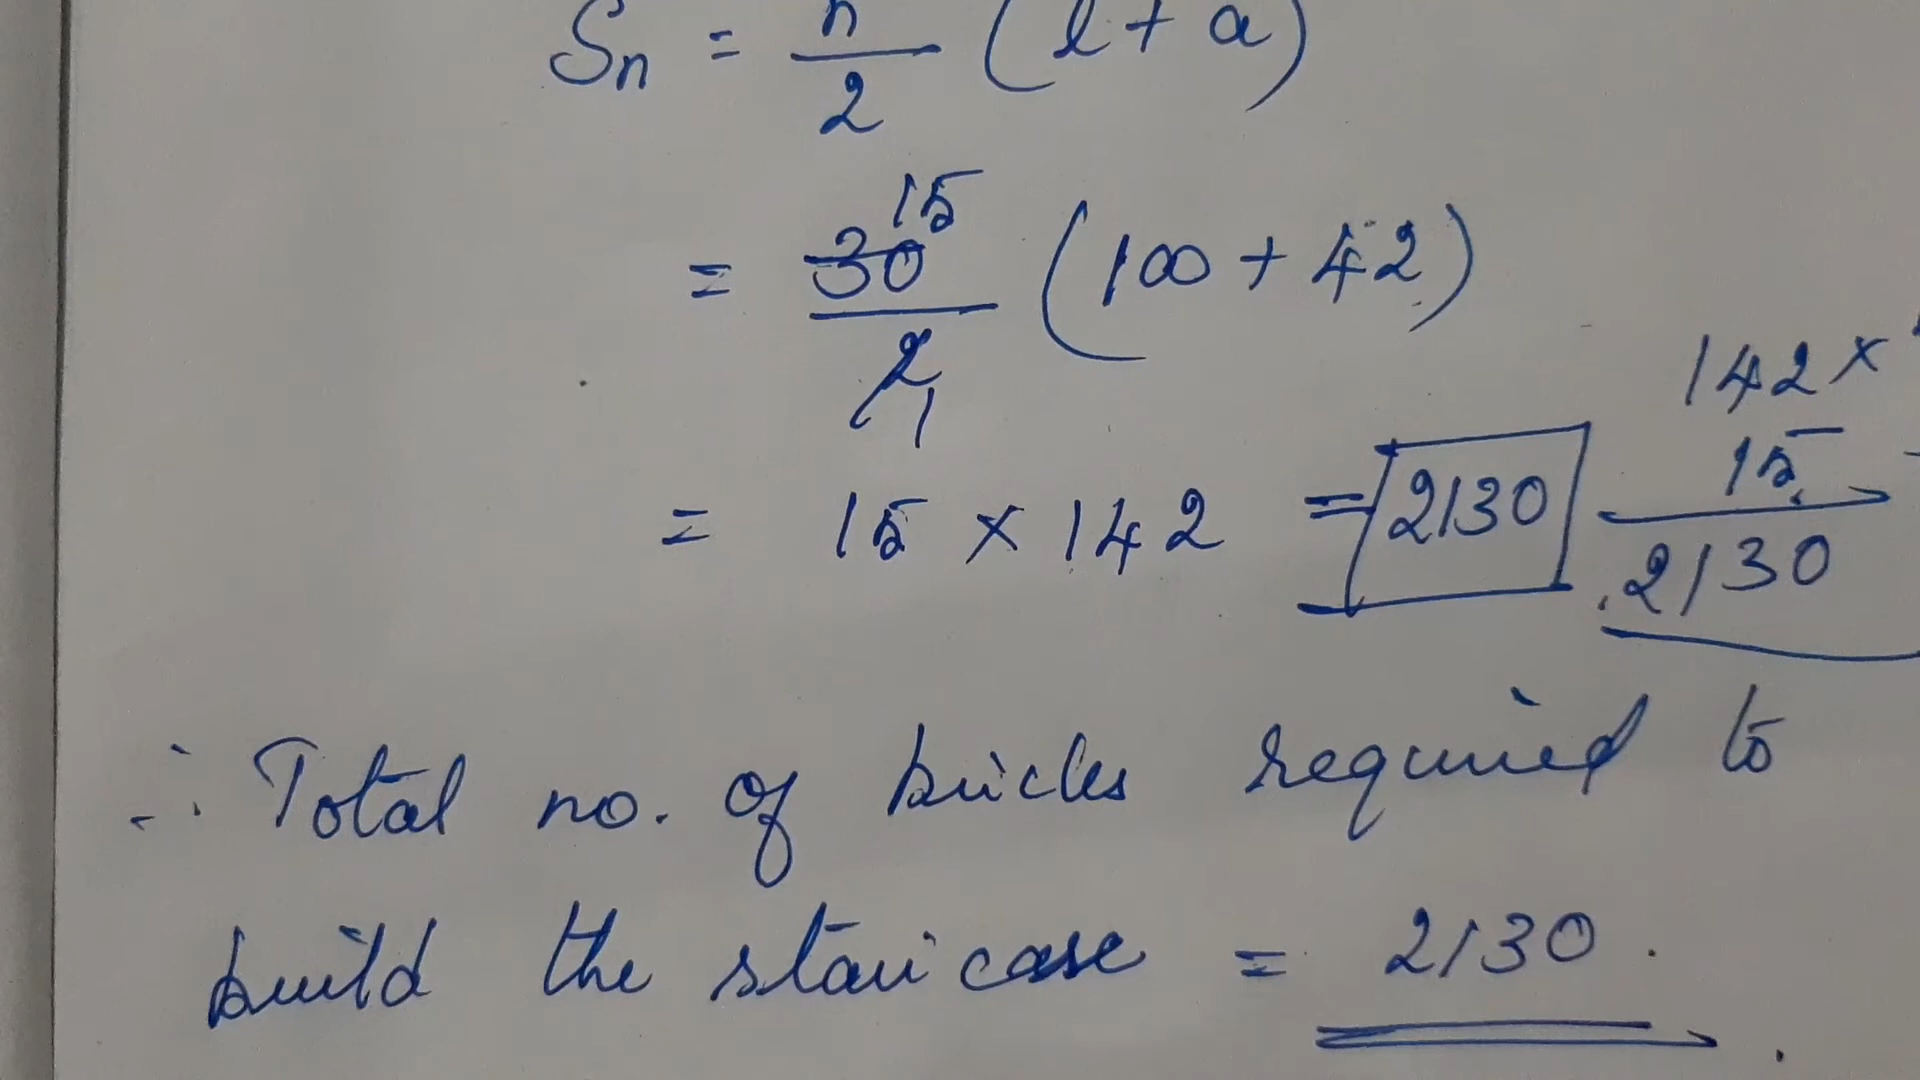 Sn = n/2 (l + a)
= 30/2 15 1 (100 + 42)
= 15 × 142 = 2130
142 ×
15
2130
∴ Total no. of bricks required to
build the staircase = 2130.